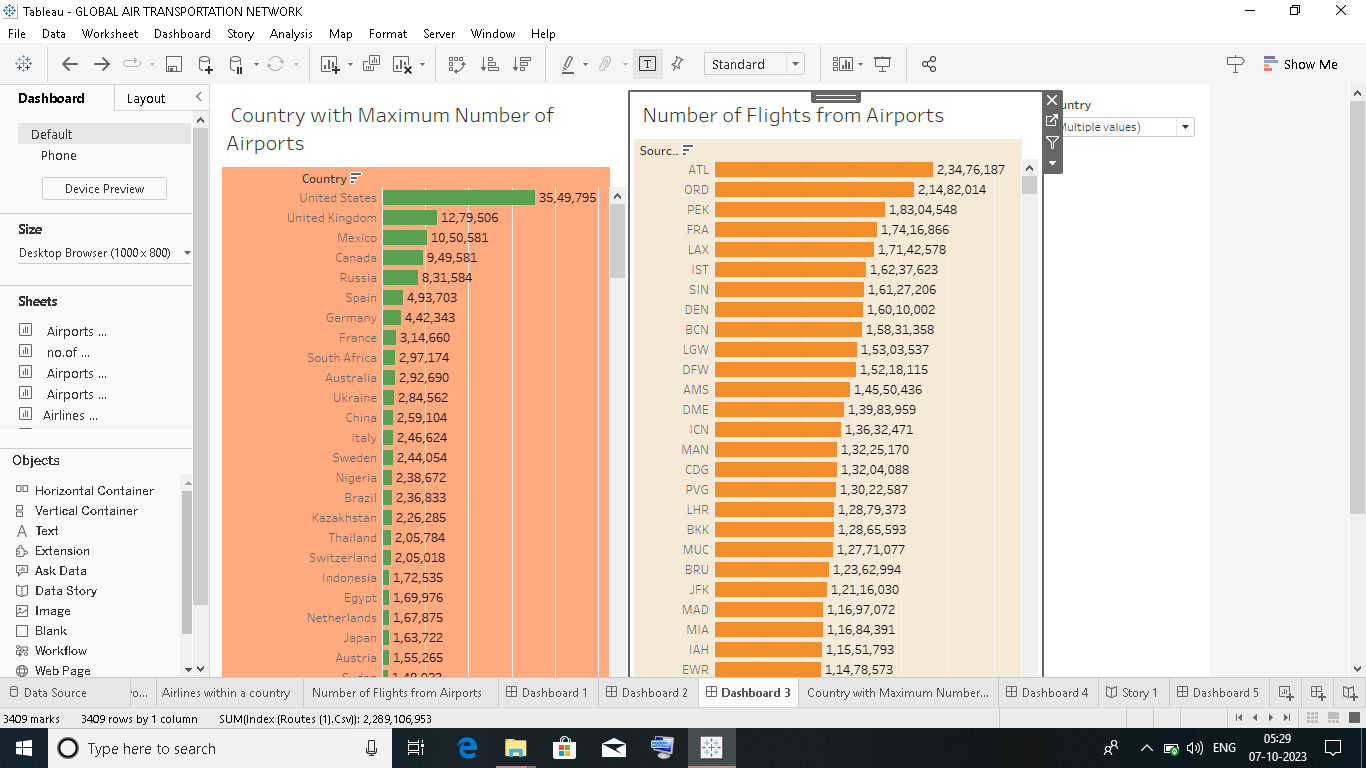 Tableau - GLOBAL AIR TRANSPORTATION NETWORK
File Data Worksheet Dashboard Story Analysis Map Format Server Window Help
Standard
Show Me
Dashboard Layout
Default
Phone
Device Preview
Size
Desktop Browser (1000 x 800)
Sheets
Airports ...
no.of ...
Airports ...
Airports ...
Airlines ...
Objects
Horizontal Container
Vertical Container
Text
Extension
Ask Data
Data Story
Image
Blank
Workflow
Web Page
Country with Maximum Number of
Airports
Country
United States 35,49,795
United Kingdom 12,79,506
Mexico 10,50,581
Canada 9,49,581
Russia 8,31,584
Spain 4,93,703
Germany 4,42,343
France 3,14,660
South Africa 2,97,174
Australia 2,92,690
Ukraine 2,84,562
China 2,59,104
Italy 2,46,624
Sweden 2,44,054
Nigeria 2,38,672
Brazil 2,36,833
Kazakhstan 2,26,285
Thailand 2,05,784
Switzerland 2,05,018
Indonesia 1,72,535
Egypt 1,69,976
Netherlands 1,67,875
Japan 1,63,722
Austria 1,55,265
Number of Flights from Airports
Sourc..
ATL 2,34,76,187
ORD 2,14,82,014
PEK 1,83,04,548
FRA 1,74,16,866
LAX 1,71,42,578
IST 1,62,37,623
SIN 1,61,27,206
DEN 1,60,10,002
BCN 1,58,31,358
LGW 1,53,03,537
DFW 1,52,18,115
AMS 1,45,50,436
DME 1,39,83,959
ICN 1,36,32,471
MAN 1,32,25,170
CDG 1,32,04,088
PVG 1,30,22,587
LHR 1,28,79,373
BKK 1,28,65,593
MUC 1,27,71,077
BRU 1,23,62,994
JFK 1,21,16,030
MAD 1,16,97,072
MIA 1,16,84,391
IAH 1,15,51,793
EWR 1,14,78,573
untry
Multiple values)
Data Source po... Airlines within a country Number of Flights from Airports Dashboard 1 Dashboard 2 Dashboard 3 Country with Maximum Number... Dashboard 4 Story 1 Dashboard 5
3409 marks 3409 rows by 1 column SUM(Index (Routes (1).Csv)): 2,289,106,953
Type here to search
ENG
05:29
07-10-2023